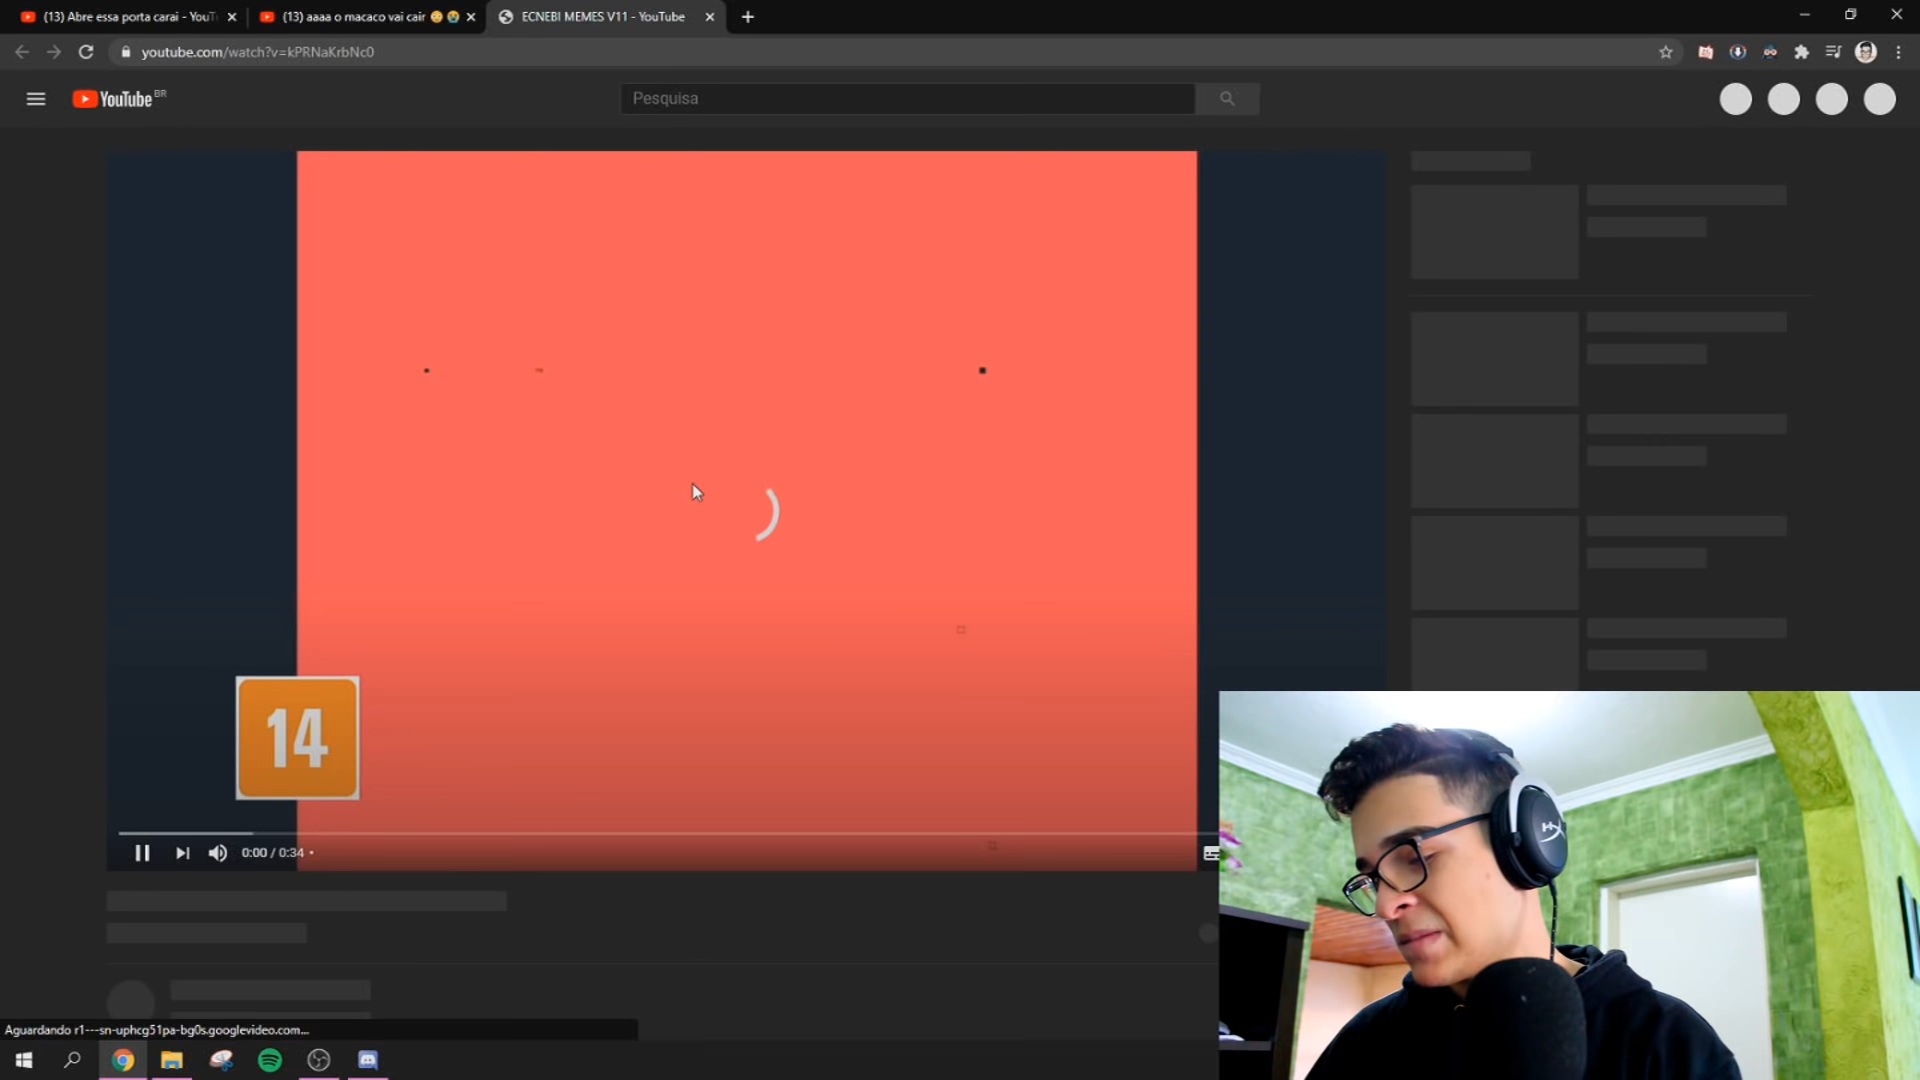 (13) Abre essa porta carai - YouT
(13) aaaa o macaco vai cair 😳😭
ECNEBI MEMES V11 - YouTube
youtube.com/watch?v=kPRNaKrbNc0
YouTube BR
Pesquisa
14
0:00 / 0:34
Aguardando r1---sn-uphcg51pa-bg0s.googlevideo.com...